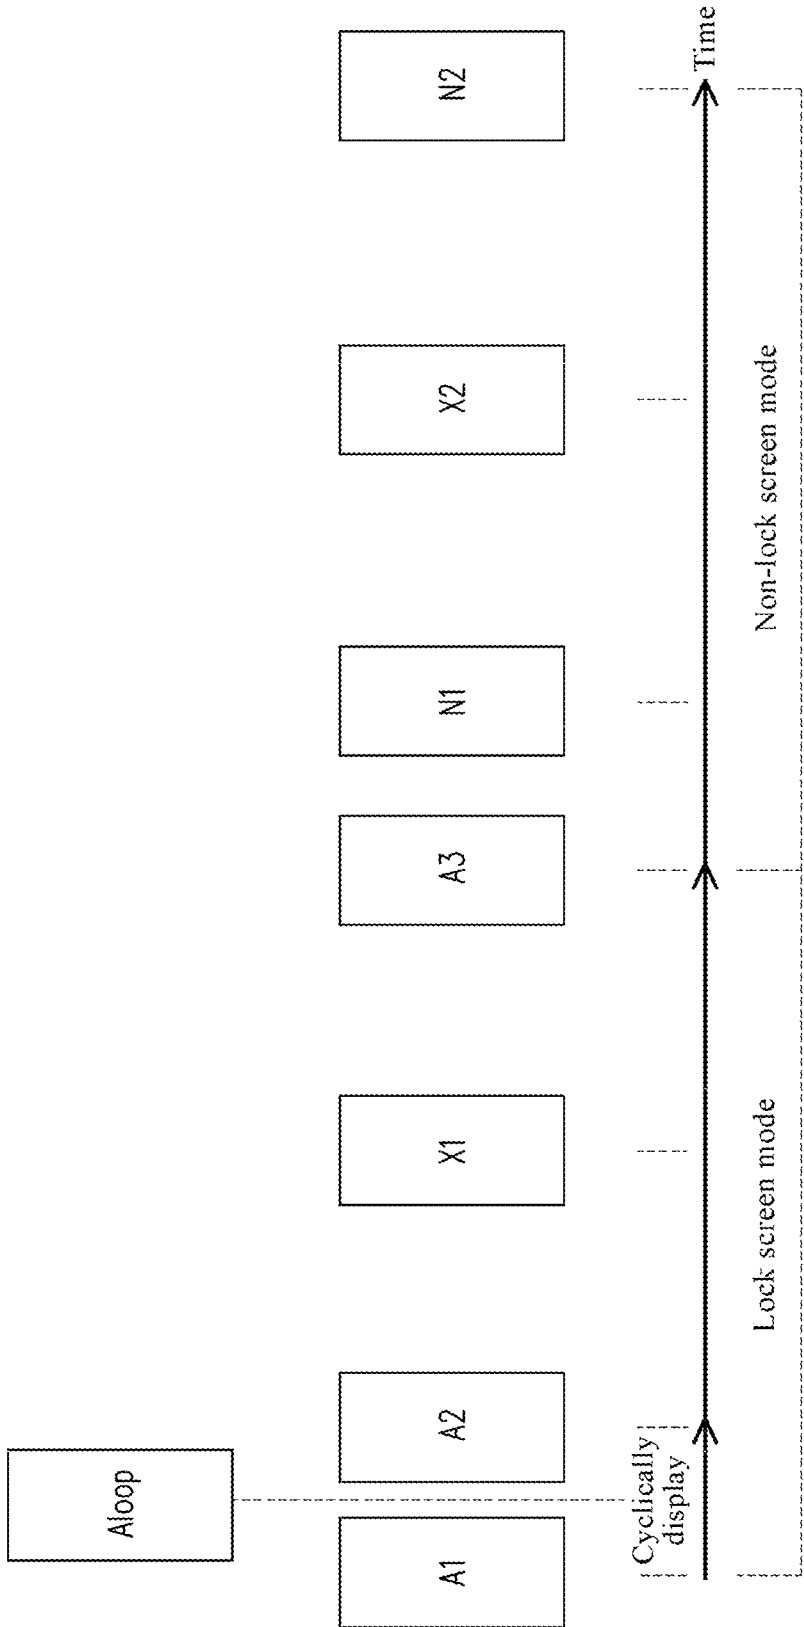 Aloop
A1
A2
X1
A3
N1
X2
N2
Cyclically
display
Time
Lock screen mode
Non-lock screen mode